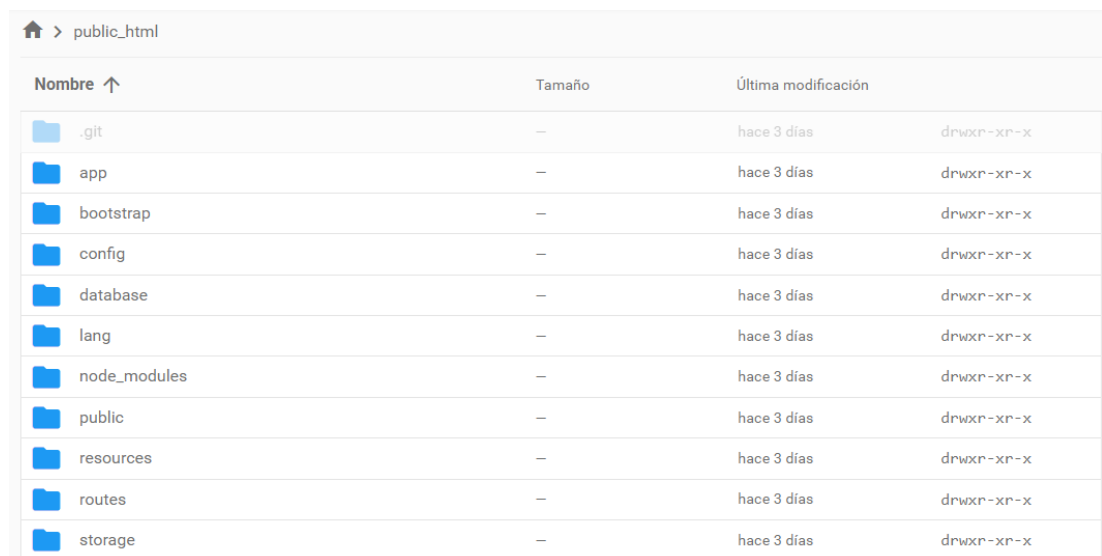 public_html
Nombre Tamaño Última modificación
.git – hace 3 días drwxr-xr-x
app – hace 3 días drwxr-xr-x
bootstrap – hace 3 días drwxr-xr-x
config – hace 3 días drwxr-xr-x
database – hace 3 días drwxr-xr-x
lang – hace 3 días drwxr-xr-x
node_modules – hace 3 días drwxr-xr-x
public – hace 3 días drwxr-xr-x
resources – hace 3 días drwxr-xr-x
routes – hace 3 días drwxr-xr-x
storage – hace 3 días drwxr-xr-x